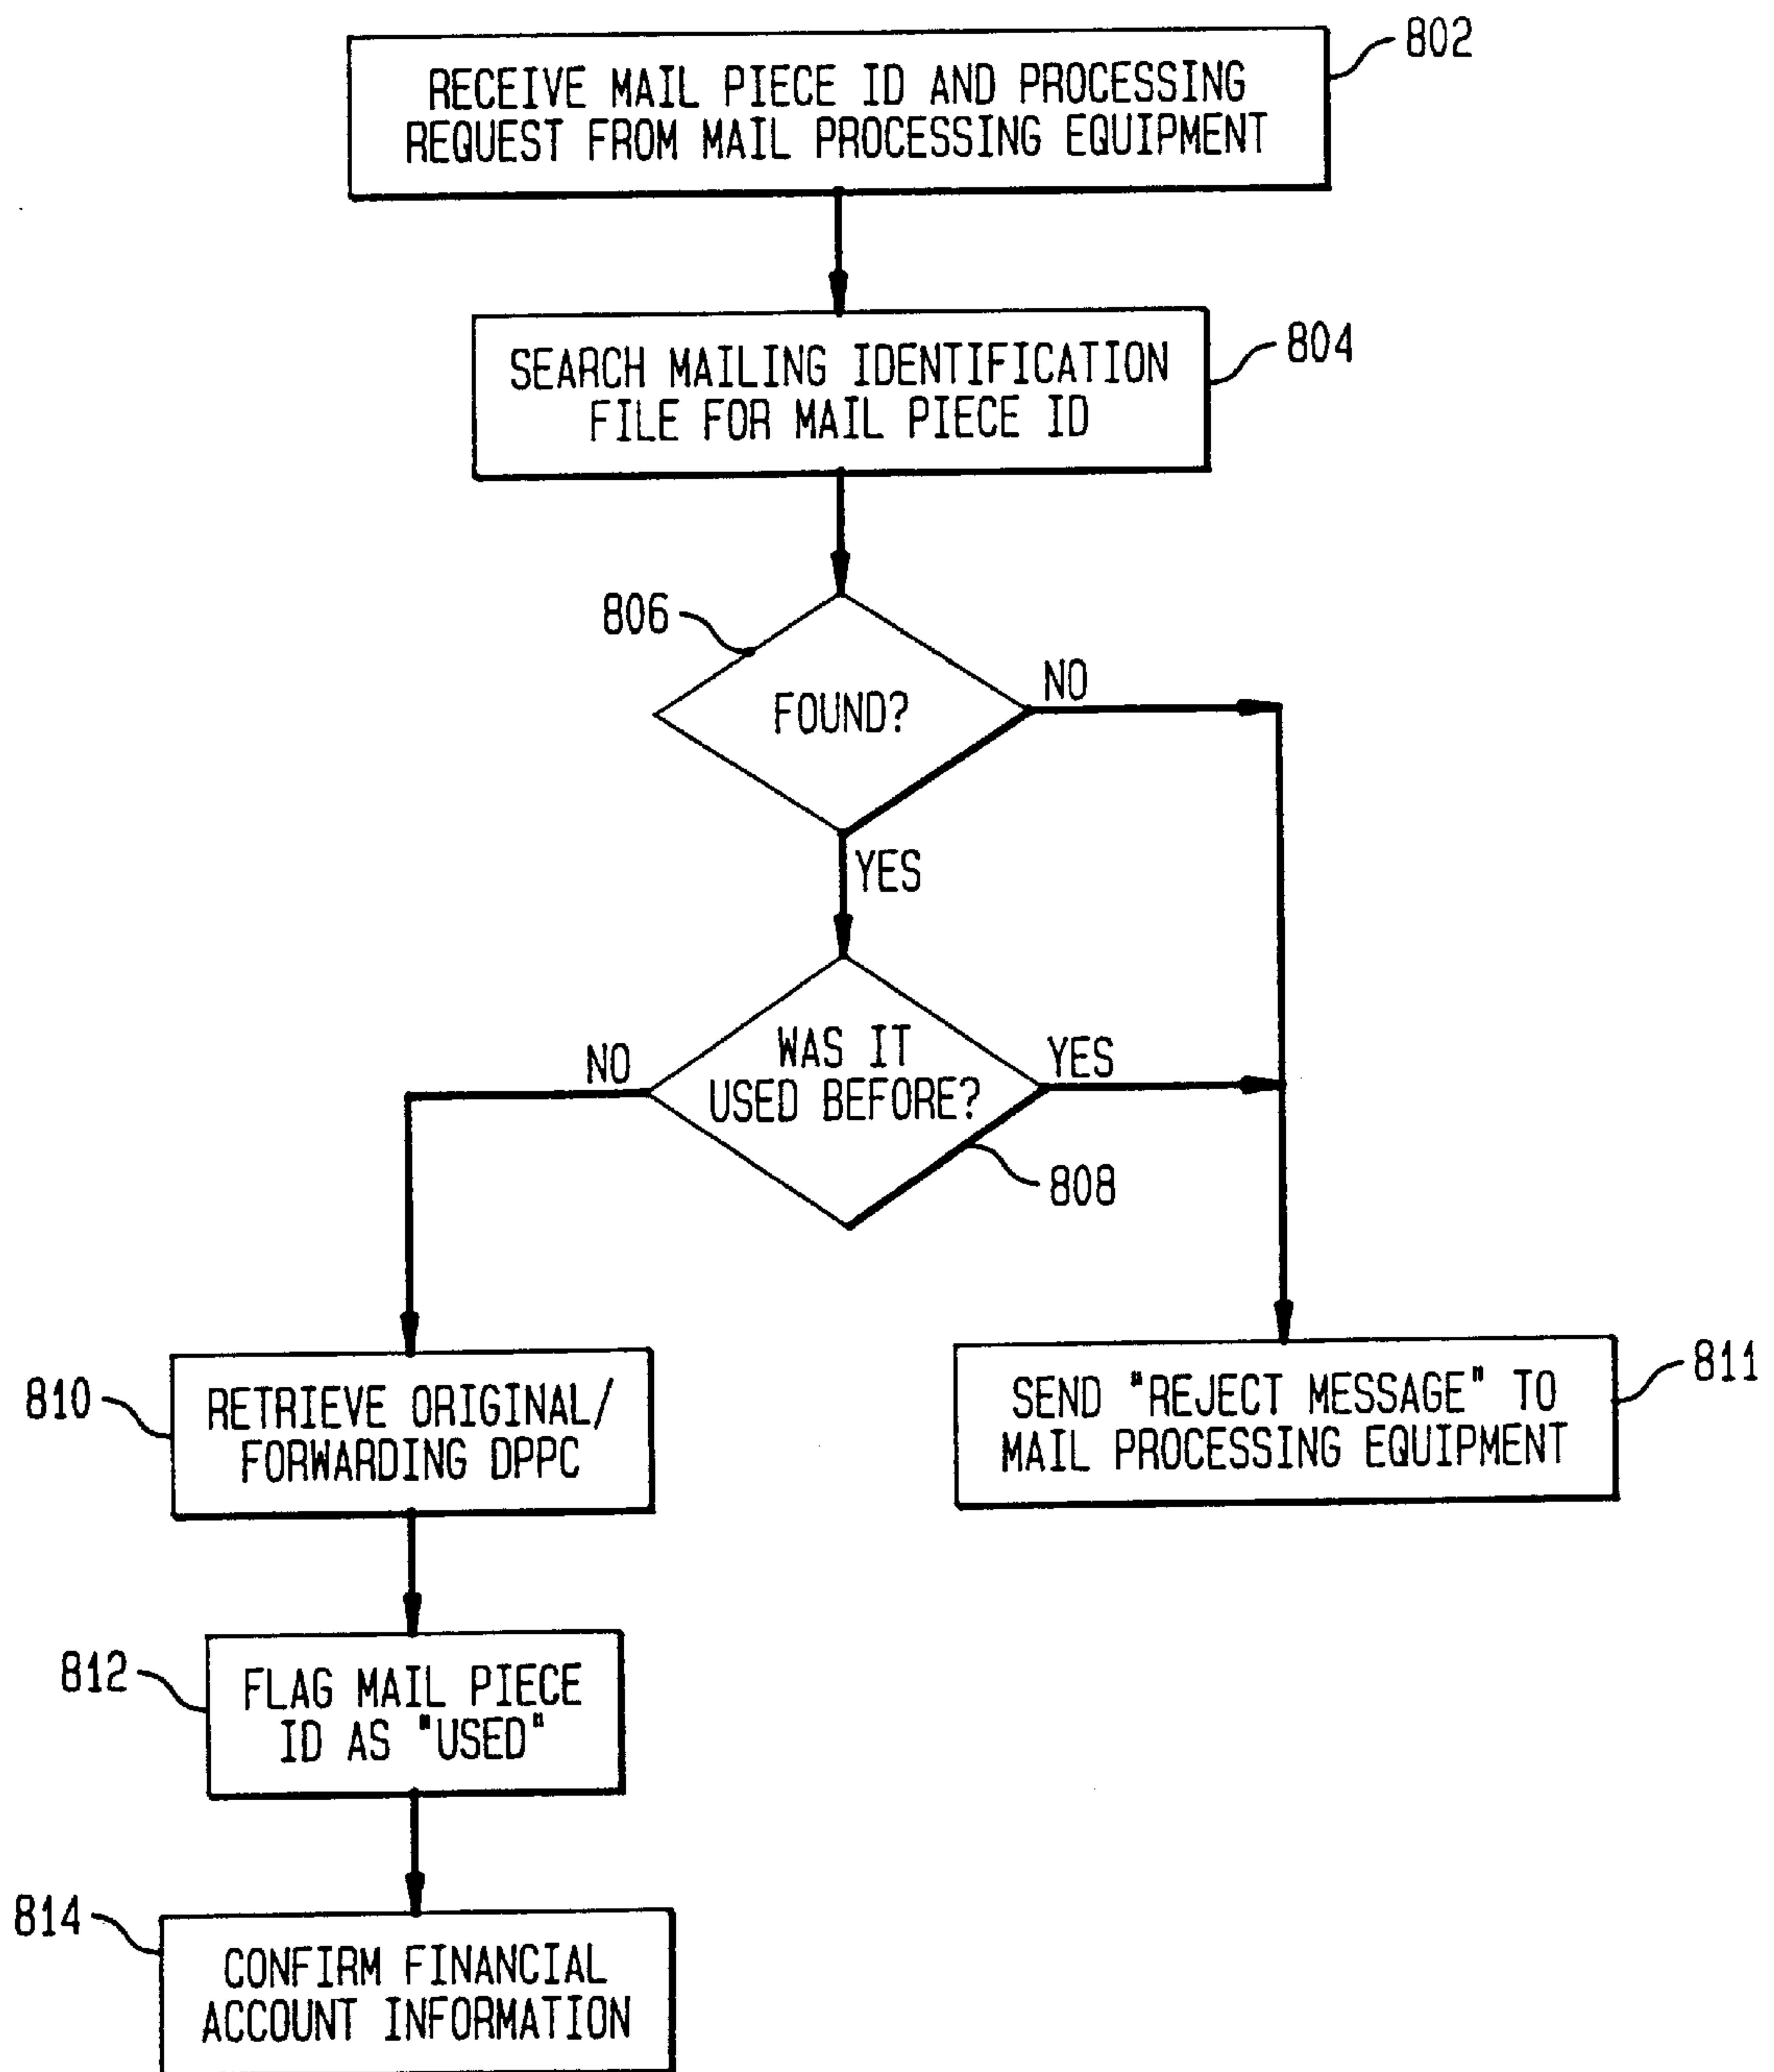 802
RECEIVE MAIL PIECE ID AND PROCESSING
REQUEST FROM MAIL PROCESSING EQUIPMENT
804
SEARCH MAILING IDENTIFICATION
FILE FOR MAIL PIECE ID
806
FOUND?
NO
YES
WAS IT
USED BEFORE?
NO
YES
808
810
RETRIEVE ORIGINAL/
FORWARDING DPPC
811
SEND "REJECT MESSAGE" TO
MAIL PROCESSING EQUIPMENT
812
FLAG MAIL PIECE
ID AS "USED"
814
CONFIRM FINANCIAL
ACCOUNT INFORMATION